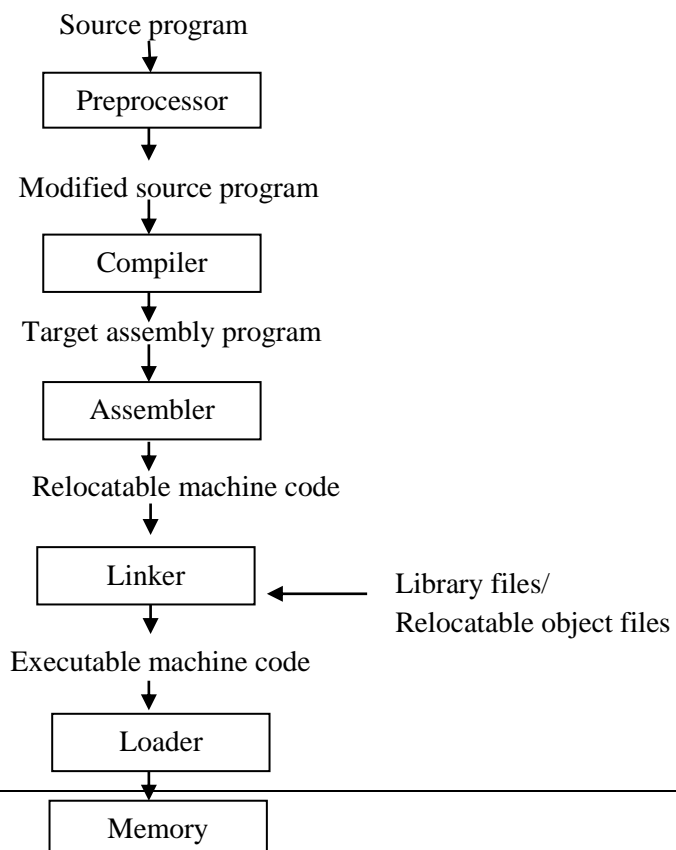 Source program
Preprocessor
Modified source program
Compiler
Target assembly program
Assembler
Relocatable machine code
Linker
Library files/
Relocatable object files
Executable machine code
Loader
Memory